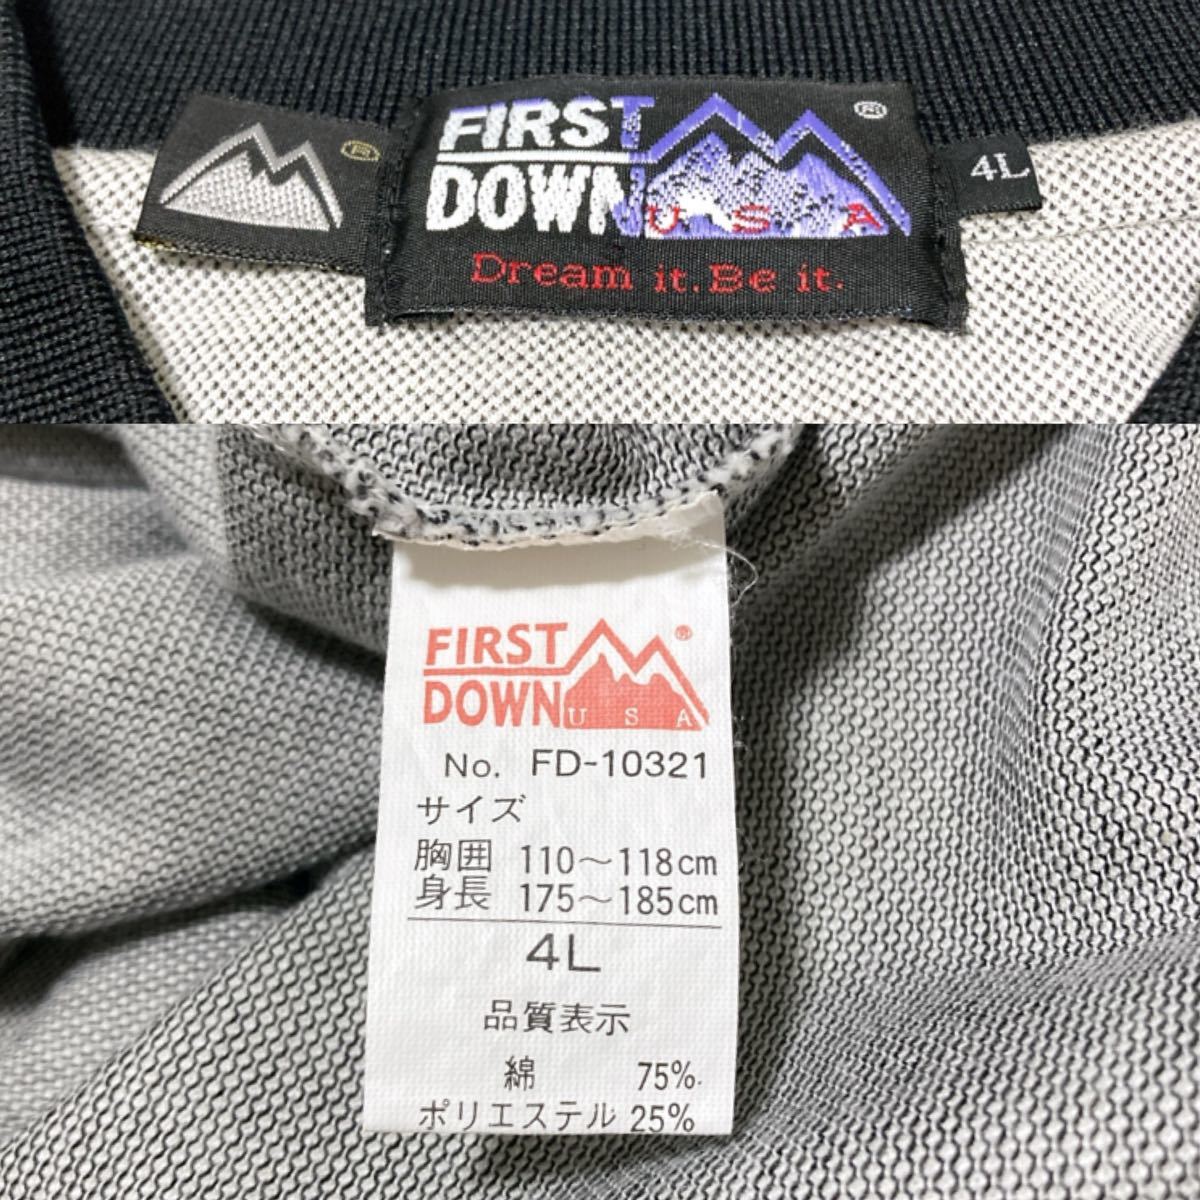 FIRST
DOWN USA
®
Dream it.Be it.
4L
®
FIRST
DOWN USA
®
No. FD-10321
サイズ
胸囲 110～118cm
身長 175～185cm
4L
品質表示
綿 75%
ポリエステル 25%